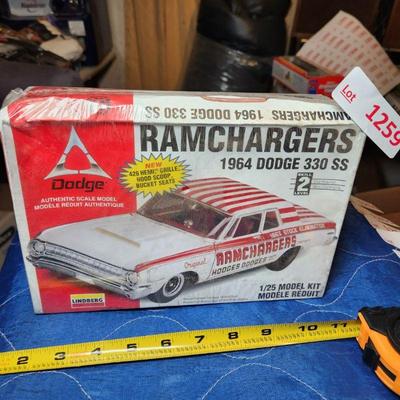 RAMCHARGERS 1964 DODGE 330 SS
Lot 1259
RAMCHARGERS
1964 DODGE 330 SS
Dodge
AUTHENTIC SCALE MODEL
MODÈLE RÉDUIT AUTHENTIQUE
NEW
426 HEMI® GRILLE,
HOOD SCOOP,
BUCKET SEATS
SKILL
2
LEVEL
RAMCHARGERS
HODGES DODGES
LINDBERG
1/25 MODEL KIT
MODÈLE RÉDUIT
2 3 4 5 6 7 8 9 10 11